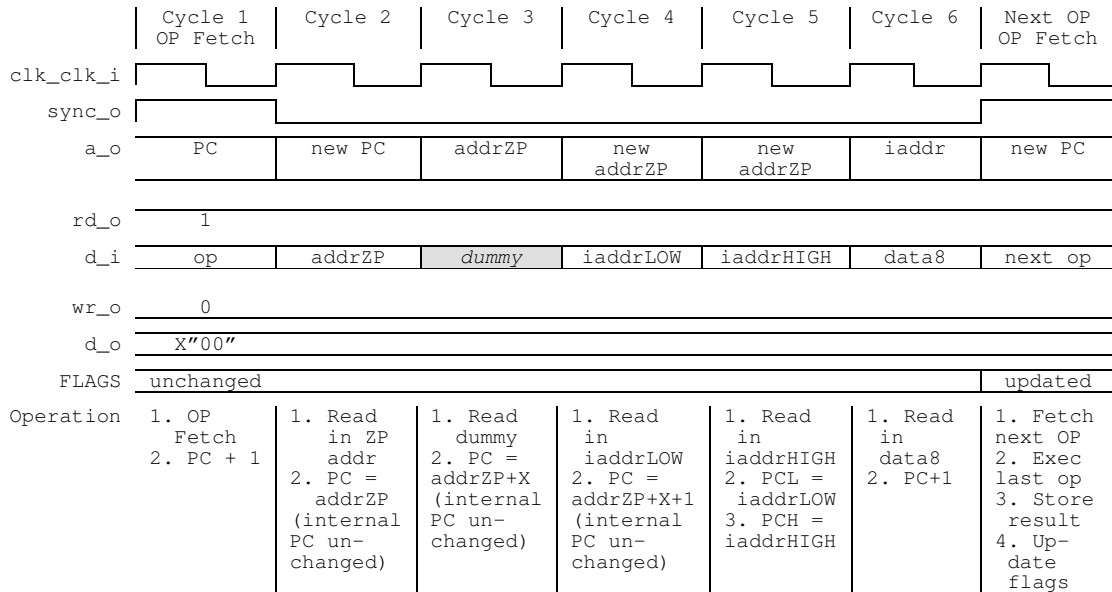 Cycle 1 Cycle 2 Cycle 3 Cycle 4 Cycle 5 Cycle 6 Next OP
OP Fetch OP Fetch
clk_clk_i
sync_o
a_o PC new PC addrZP new new iaddr new PC
addrZP addrZP
rd_o 1
d_i op addrZP dummy iaddrLOW iaddrHIGH data8 next op
wr_o 0
d_o X"00"
FLAGS unchanged updated
Operation 1. OP 1. Read 1. Read 1. Read 1. Read 1. Read 1. Fetch
Fetch in ZP dummy in in in next OP
2. PC + 1 addr 2. PC = iaddrLOW iaddrHIGH data8 2. Exec
2. PC = addrZP+X 2. PC = 2. PCL = 2. PC+1 last op
addrZP (internal addrZP+X+1 iaddrLOW 3. Store
(internal PC un- (internal 3. PCH = result
PC un- changed) PC un- iaddrHIGH 4. Up-
changed) changed) date
flags